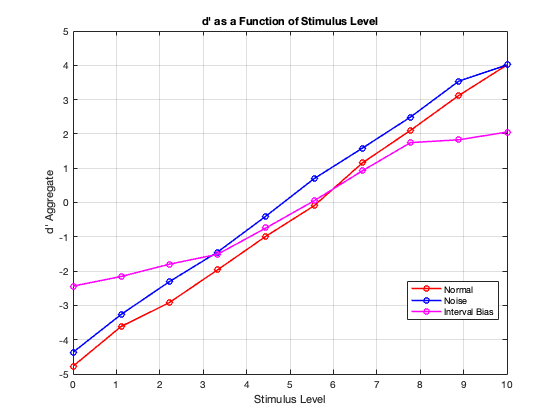 d' as a Function of Stimulus Level
5
4
3
2
1
0
-1
-2
-3
-4
-5
d' Aggregate
Normal
Noise
Interval Bias
0 1 2 3 4 5 6 7 8 9 10
Stimulus Level